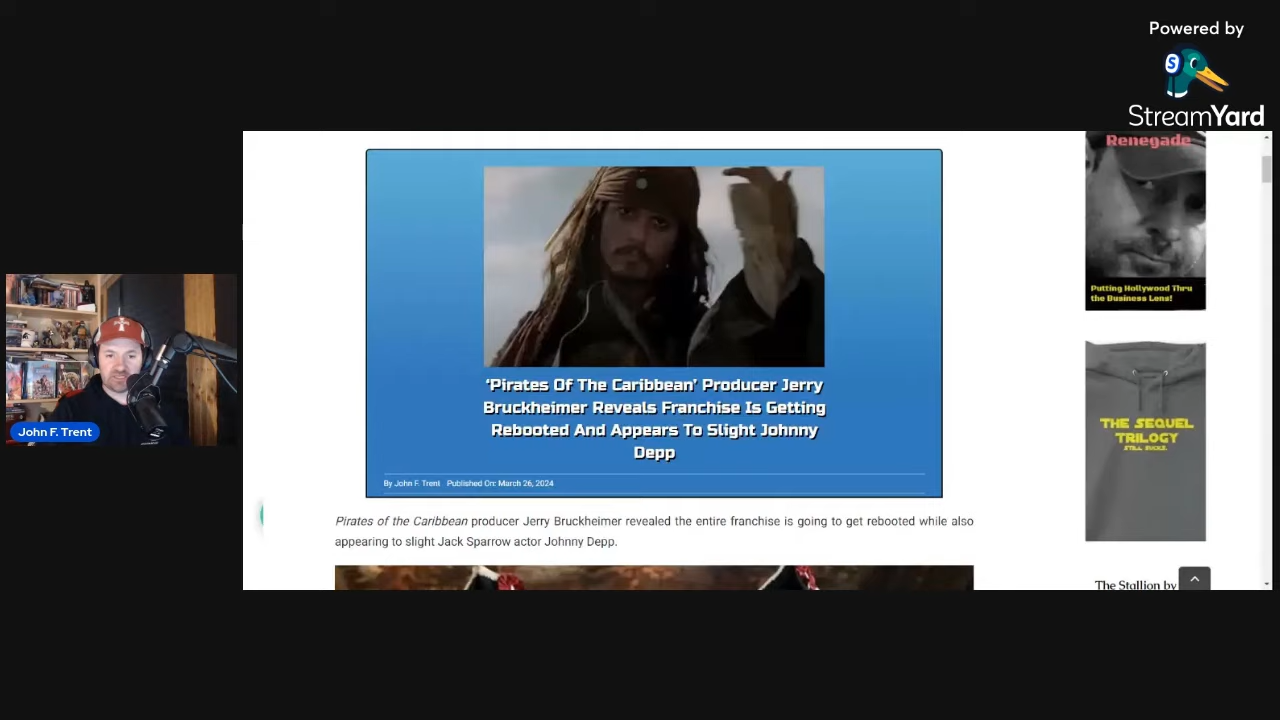 Powered by
StreamYard
Renegade
Putting Hollywood Thru
the Business Lens!
‘Pirates Of The Caribbean’ Producer Jerry
Bruckheimer Reveals Franchise Is Getting
Rebooted And Appears To Slight Johnny
Depp
By John F. Trent Published On: March 26, 2024
Pirates of the Caribbean producer Jerry Bruckheimer revealed the entire franchise is going to get rebooted while also
appearing to slight Jack Sparrow actor Johnny Depp.
THE SEQUEL
TRILOGY
STILL SUCKS.
The Stallion by
John F. Trent